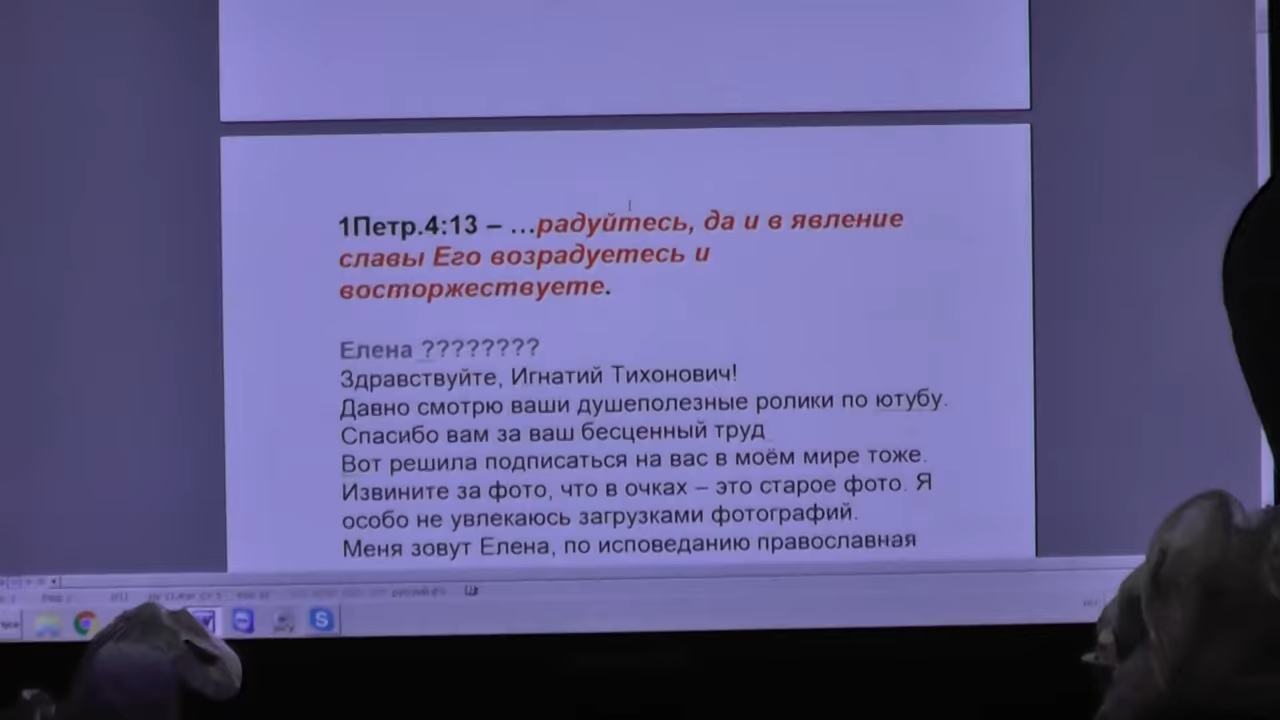 1Петр.4:13 – …радуйтесь, да и в явление
славы Его возрадуетесь и
восторжествуете.
Елена ????????
Здравствуйте, Игнатий Тихонович!
Давно смотрю ваши душеполезные ролики по ютубу.
Спасибо вам за ваш бесценный труд
Вот решила подписаться на вас в моём мире тоже.
Извините за фото, что в очках – это старое фото. Я
особо не увлекаюсь загрузками фотографий.
Меня зовут Елена, по исповеданию православная